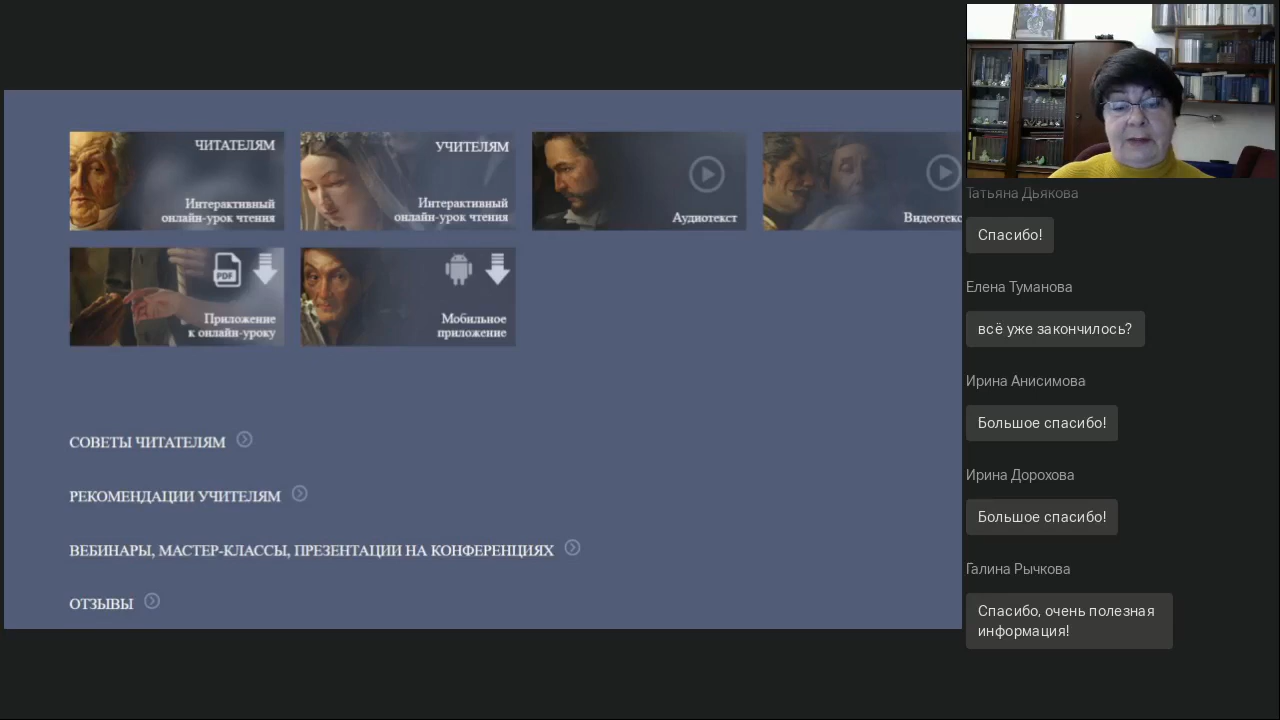 ЧИТАТЕЛЯМ
Интерактивный
онлайн-урок чтения
УЧИТЕЛЯМ
Интерактивный
онлайн-урок чтения
Аудиотекст
Видеотекс
PDF
Приложение
к онлайн-уроку
Мобильное
приложение
СОВЕТЫ ЧИТАТЕЛЯМ
РЕКОМЕНДАЦИИ УЧИТЕЛЯМ
ВЕБИНАРЫ, МАСТЕР-КЛАССЫ, ПРЕЗЕНТАЦИИ НА КОНФЕРЕНЦИЯХ
ОТЗЫВЫ
Татьяна Дьякова
Спасибо!
Елена Туманова
всё уже закончилось?
Ирина Анисимова
Большое спасибо!
Ирина Дорохова
Большое спасибо!
Галина Рычкова
Спасибо, очень полезная
информация!